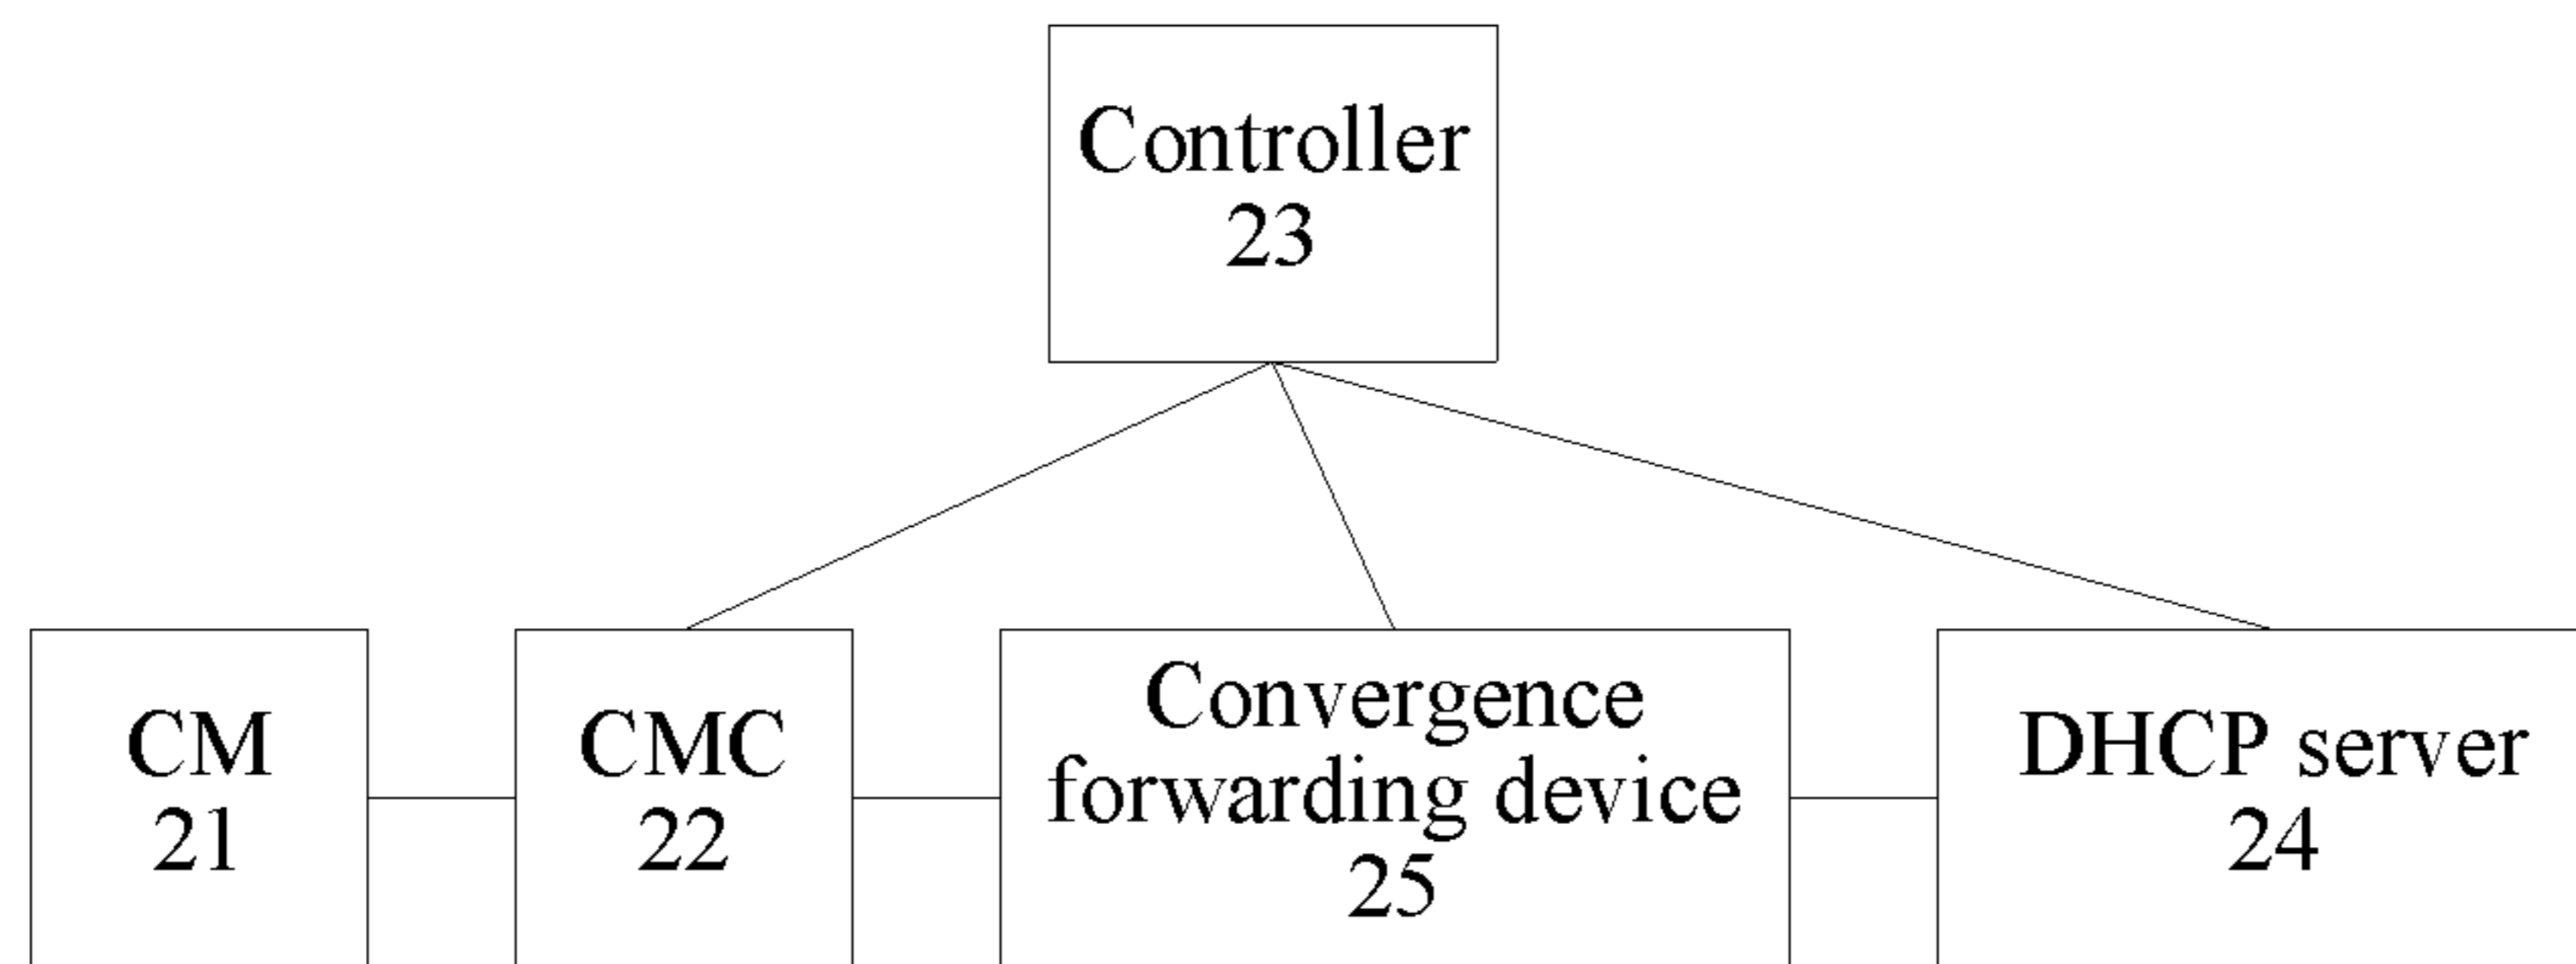 Controller
23
CM
21
CMC
22
Convergence
forwarding device
25
DHCP server
24